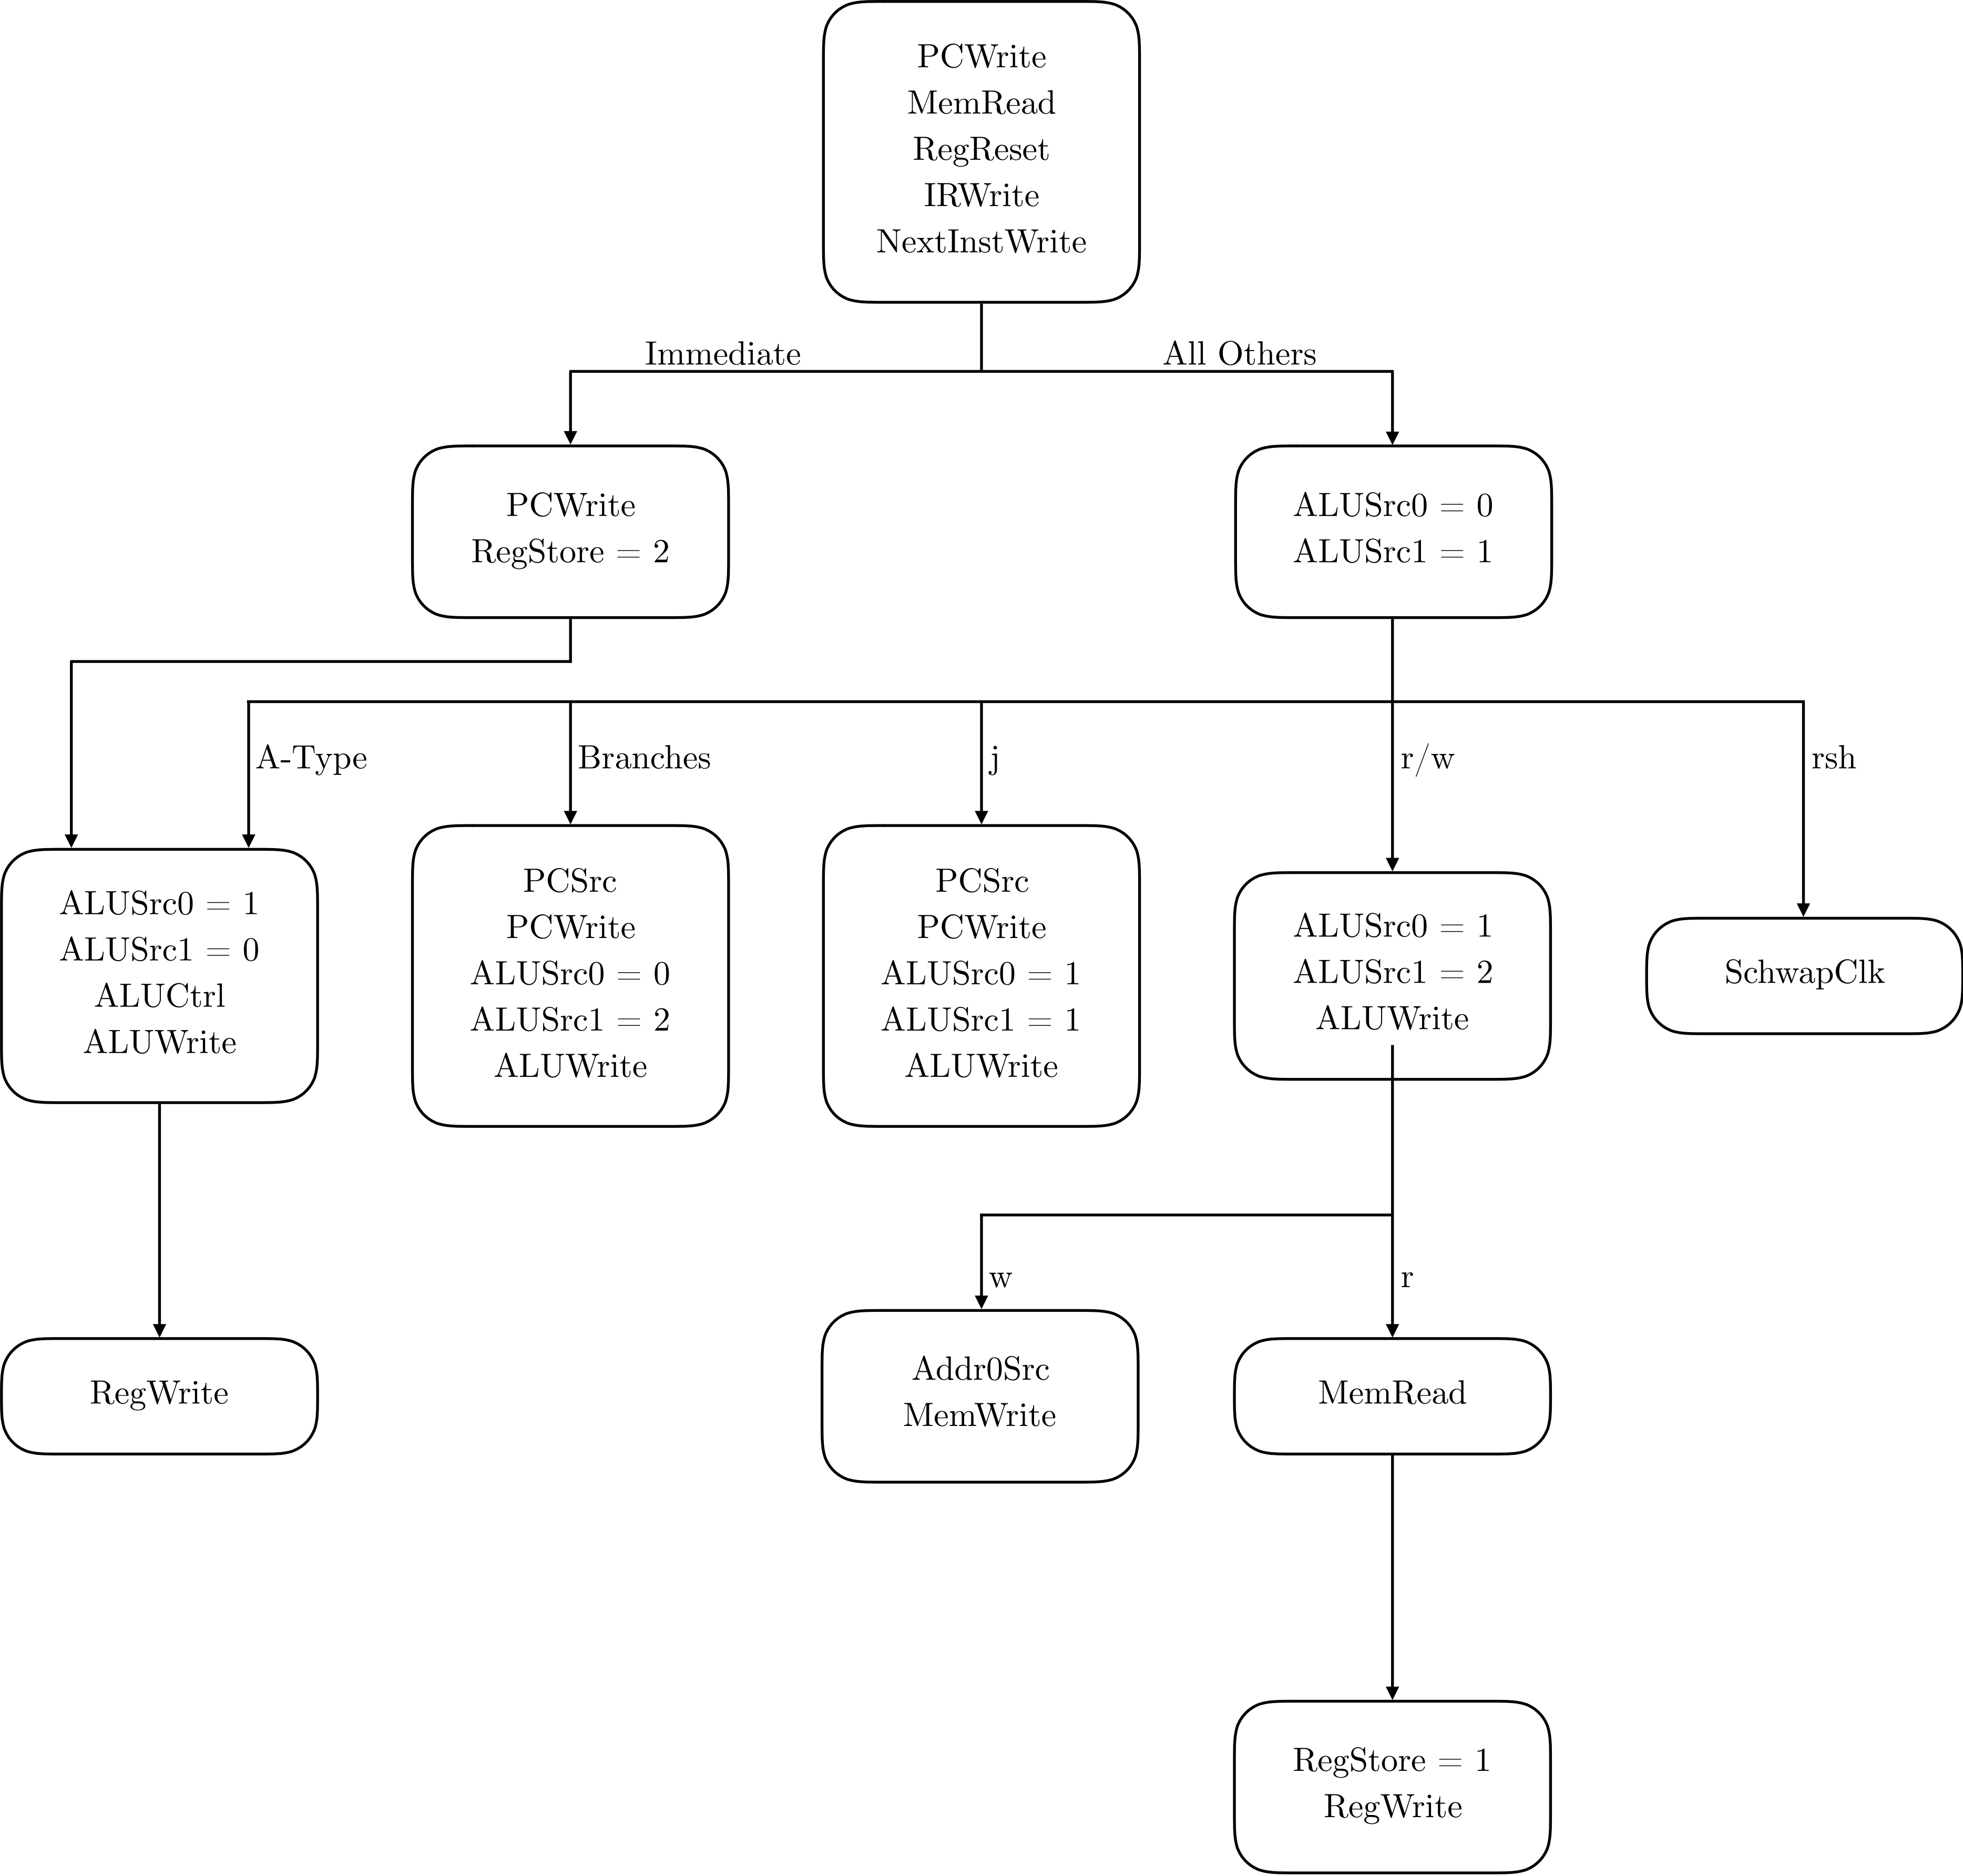 PCWrite
MemRead
RegReset
IRWrite
NextInstWrite
Immediate
All Others
PCWrite
RegStore = 2
ALUSrc0 = 0
ALUSrc1 = 1
A-Type
Branches
j
r/w
rsh
ALUSrc0 = 1
ALUSrc1 = 0
ALUCtrl
ALUWrite
PCSrc
PCWrite
ALUSrc0 = 0
ALUSrc1 = 2
ALUWrite
PCSrc
PCWrite
ALUSrc0 = 1
ALUSrc1 = 1
ALUWrite
ALUSrc0 = 1
ALUSrc1 = 2
ALUWrite
SchwapClk
w
r
RegWrite
Addr0Src
MemWrite
MemRead
RegStore = 1
RegWrite